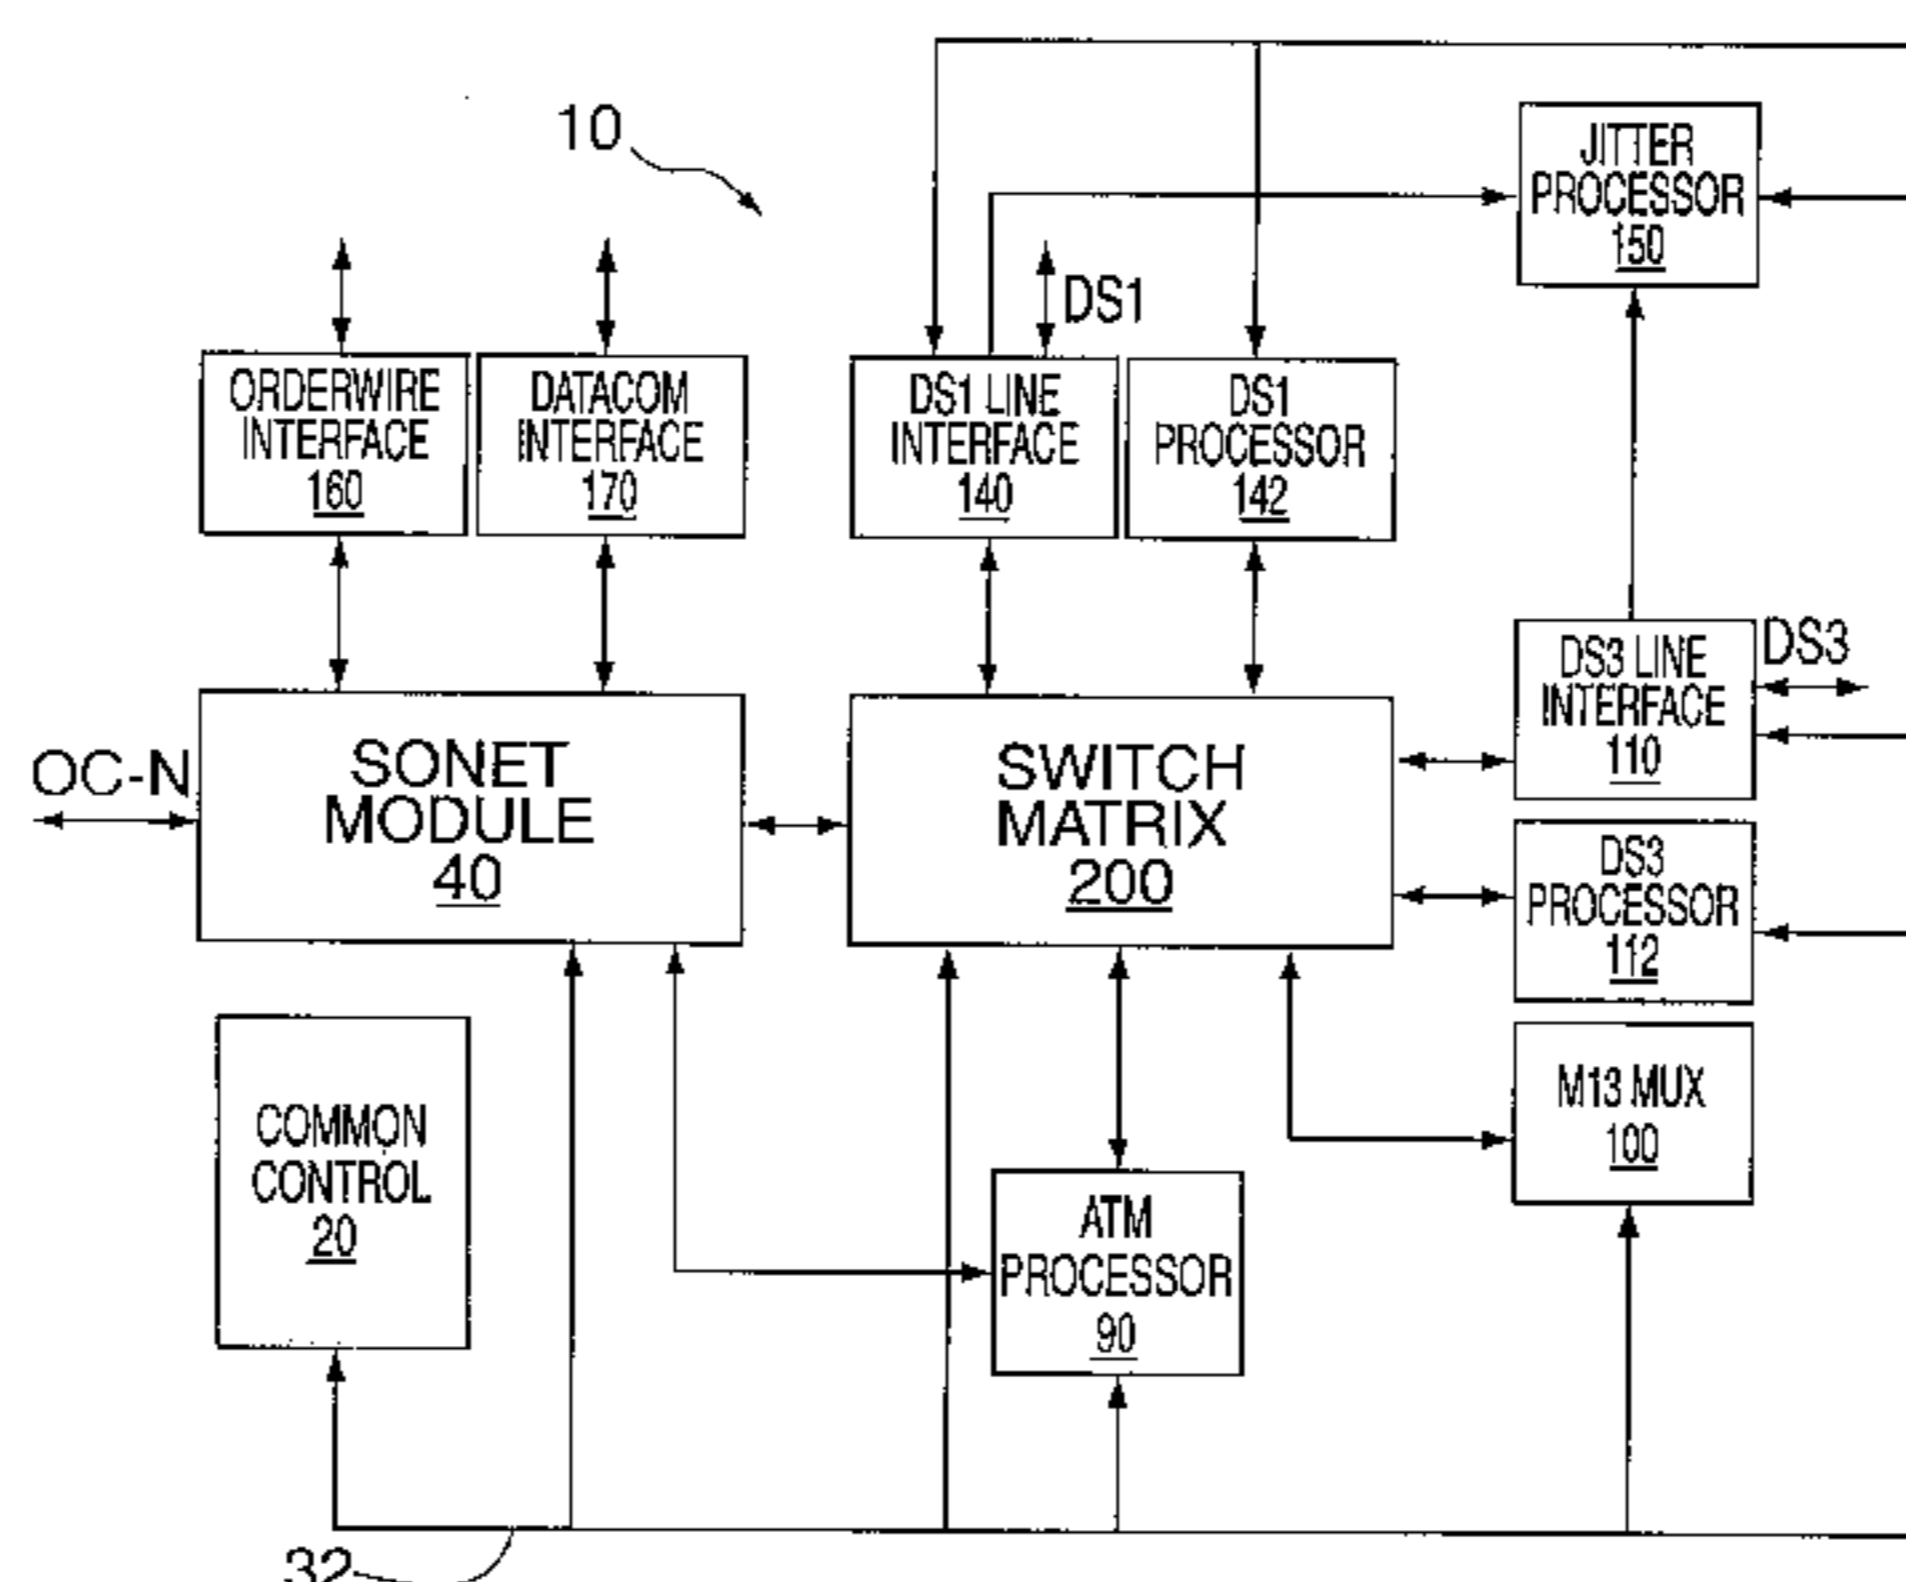 10
JITTER
PROCESSOR
150
DS1
ORDERWIRE
INTERFACE
160
DATACOM
INTERFACE
170
DS1 LINE
INTERFACE
140
DS1
PROCESSOR
142
DS3 LINE
INTERFACE
110
DS3
OC-N
SONET
MODULE
40
SWITCH
MATRIX
200
DS3
PROCESSOR
112
COMMON
CONTROL
20
ATM
PROCESSOR
90
M13 MUX
100
32